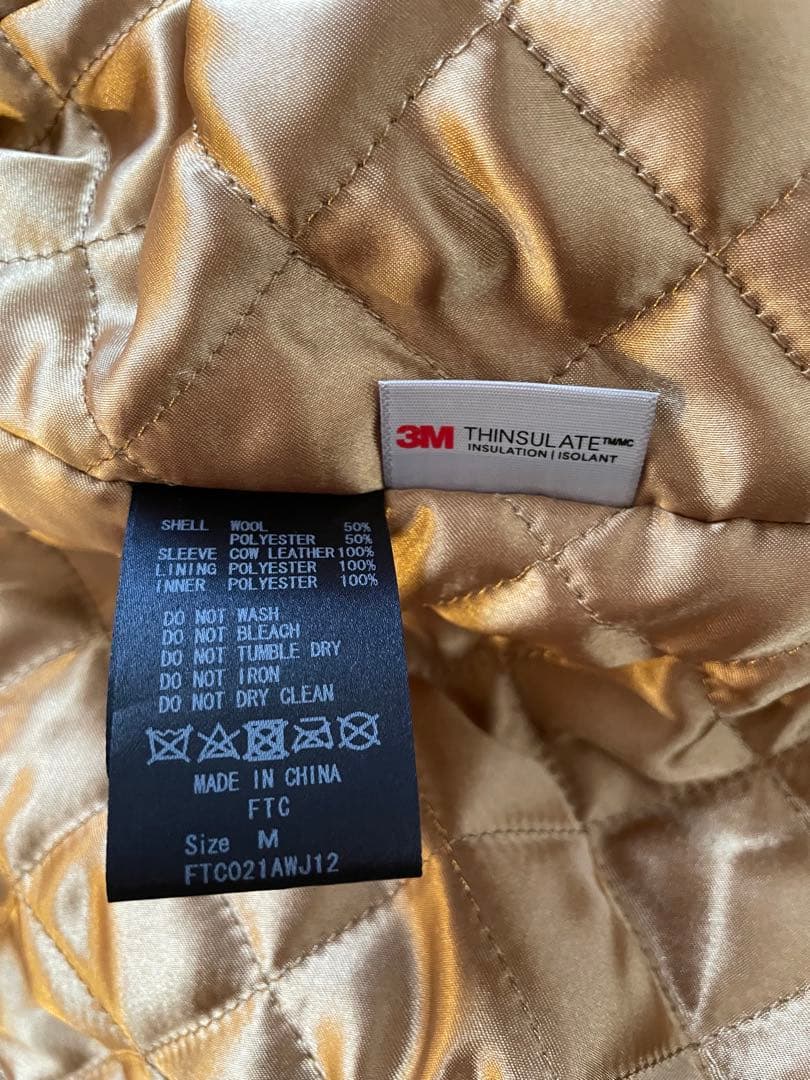 3M THINSULATE™/MC
INSULATION | ISOLANT
SHELL WOOL 50%
POLYESTER 50%
SLEEVE COW LEATHER 100%
LINING POLYESTER 100%
INNER POLYESTER 100%
DO NOT WASH
DO NOT BLEACH
DO NOT TUMBLE DRY
DO NOT IRON
DO NOT DRY CLEAN
MADE IN CHINA
FTC
Size M
FTC021AWJ12